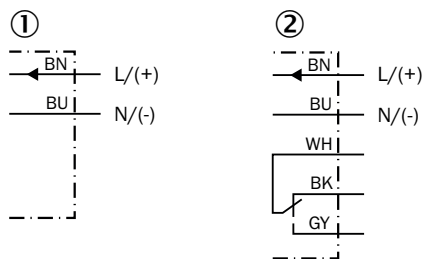 ①
BN L/(+)
BU N/(-)
②
BN L/(+)
BU N/(-)
WH
BK
GY